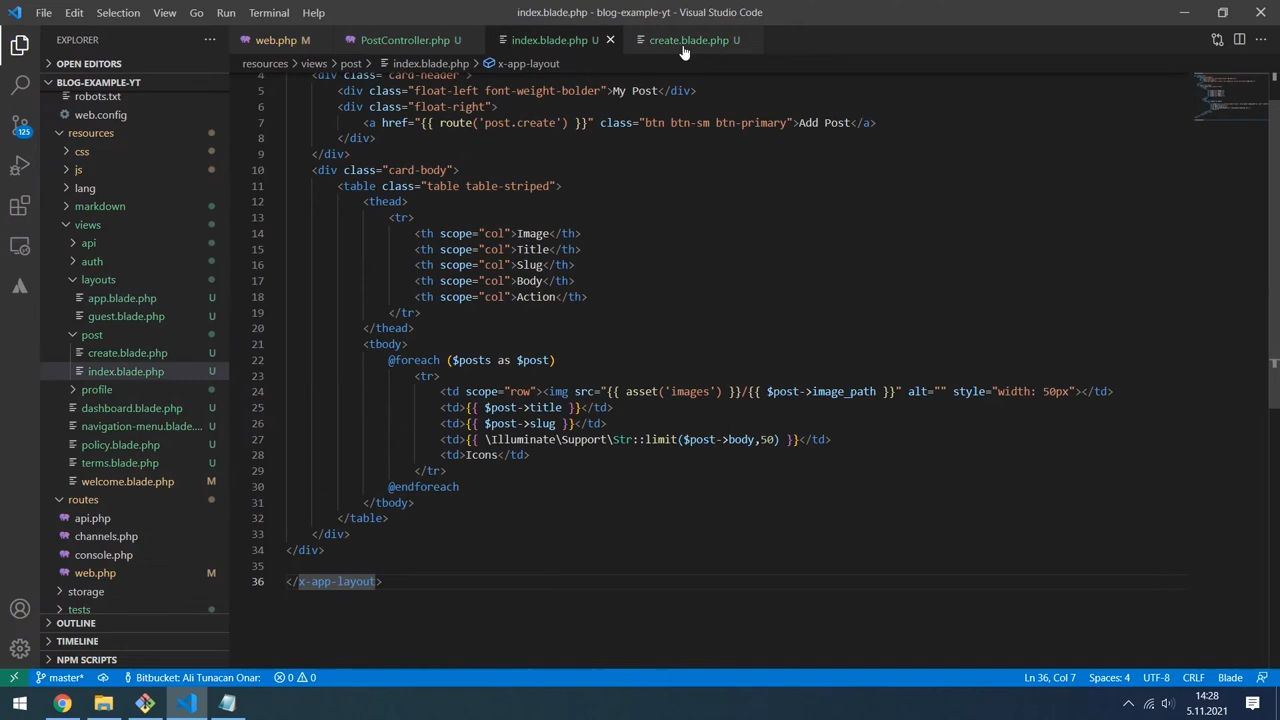 File Edit Selection View Go Run Terminal Help
index.blade.php - blog-example-yt - Visual Studio Code
EXPLORER
web.php M
PostController.php U
index.blade.php U
create.blade.php U
OPEN EDITORS
BLOG-EXAMPLE-YT
resources > views > post > index.blade.php > x-app-layout
robots.txt
web.config
resources
css
js
lang
markdown
views
api
auth
layouts
app.blade.php U
guest.blade.php U
post
create.blade.php U
index.blade.php U
profile
dashboard.blade.php U
navigation-menu.blade.... U
policy.blade.php U
terms.blade.php U
welcome.blade.php M
routes
api.php
channels.php
console.php
web.php M
storage
tests
OUTLINE
TIMELINE
NPM SCRIPTS
125
4 <div class="card-header">
5 <div class="float-left font-weight-bolder">My Post</div>
6 <div class="float-right">
7 <a href="{{ route('post.create') }}" class="btn btn-sm btn-primary">Add Post</a>
8 </div>
9 </div>
10 <div class="card-body">
11 <table class="table table-striped">
12 <thead>
13 <tr>
14 <th scope="col">Image</th>
15 <th scope="col">Title</th>
16 <th scope="col">Slug</th>
17 <th scope="col">Body</th>
18 <th scope="col">Action</th>
19 </tr>
20 </thead>
21 <tbody>
22 @foreach ($posts as $post)
23 <tr>
24 <td scope="row"><img src="{{ asset('images') }}/{{ $post->image_path }}" alt="" style="width: 50px"></td>
25 <td>{{ $post->title }}</td>
26 <td>{{ $post->slug }}</td>
27 <td>{{ \Illuminate\Support\Str::limit($post->body,50) }}</td>
28 <td>Icons</td>
29 </tr>
30 @endforeach
31 </tbody>
32 </table>
33 </div>
34 </div>
35
36 </x-app-layout>
master* Bitbucket: Ali Tunacan Onar: 0 0
Ln 36, Col 7 Spaces: 4 UTF-8 CRLF Blade
14:28
5.11.2021